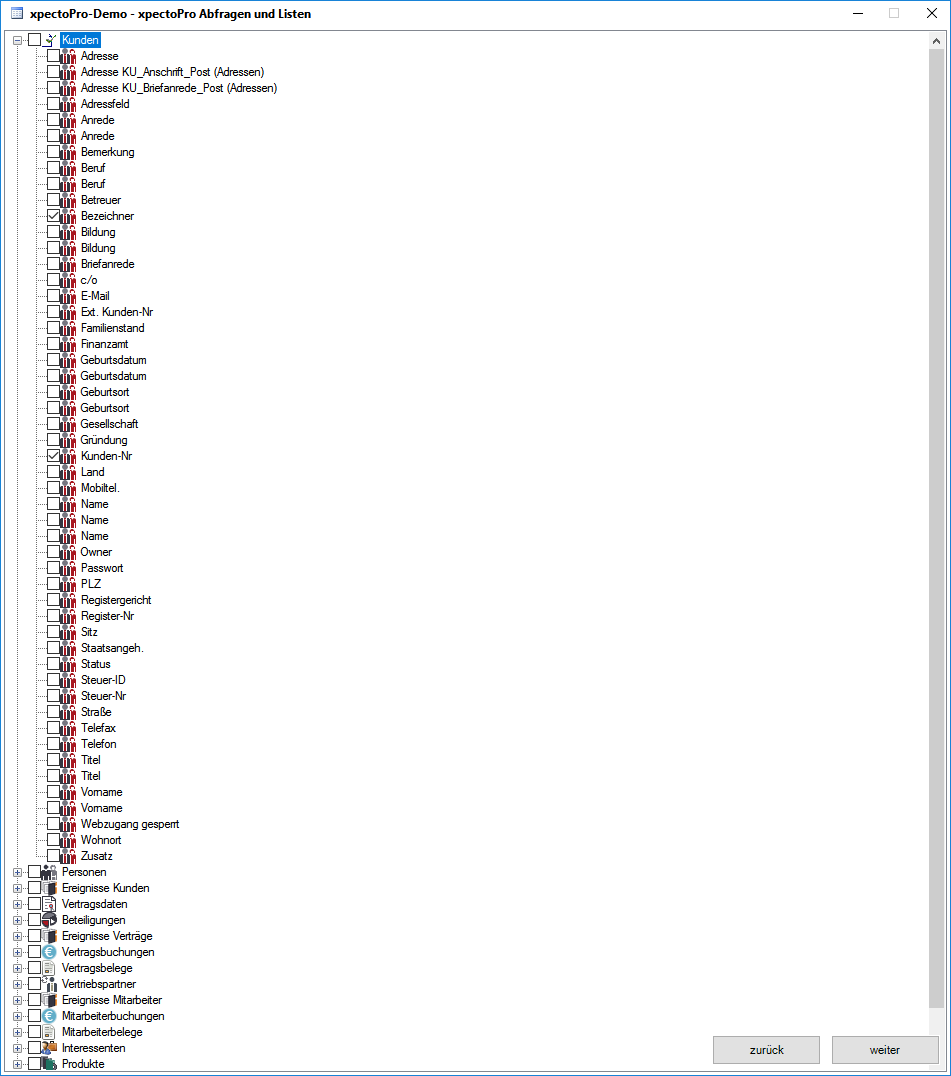 xpectoPro-Demo - xpectoPro Abfragen und Listen
Kunden
Adresse
Adresse KU_Anschrift_Post (Adressen)
Adresse KU_Briefanrede_Post (Adressen)
Adressfeld
Anrede
Anrede
Bemerkung
Beruf
Beruf
Betreuer
Bezeichner
Bildung
Bildung
Briefanrede
c/o
E-Mail
Ext. Kunden-Nr
Familienstand
Finanzamt
Geburtsdatum
Geburtsdatum
Geburtsort
Geburtsort
Gesellschaft
Gründung
Kunden-Nr
Land
Mobiltel.
Name
Name
Name
Owner
Passwort
PLZ
Registergericht
Register-Nr
Sitz
Staatsangeh.
Status
Steuer-ID
Steuer-Nr
Straße
Telefax
Telefon
Titel
Titel
Vorname
Vorname
Webzugang gesperrt
Wohnort
Zusatz
Personen
Ereignisse Kunden
Vertragsdaten
Beteiligungen
Ereignisse Verträge
Vertragsbuchungen
Vertragsbelege
Vertriebspartner
Ereignisse Mitarbeiter
Mitarbeiterbuchungen
Mitarbeiterbelege
Interessenten
Produkte
zurück
weiter